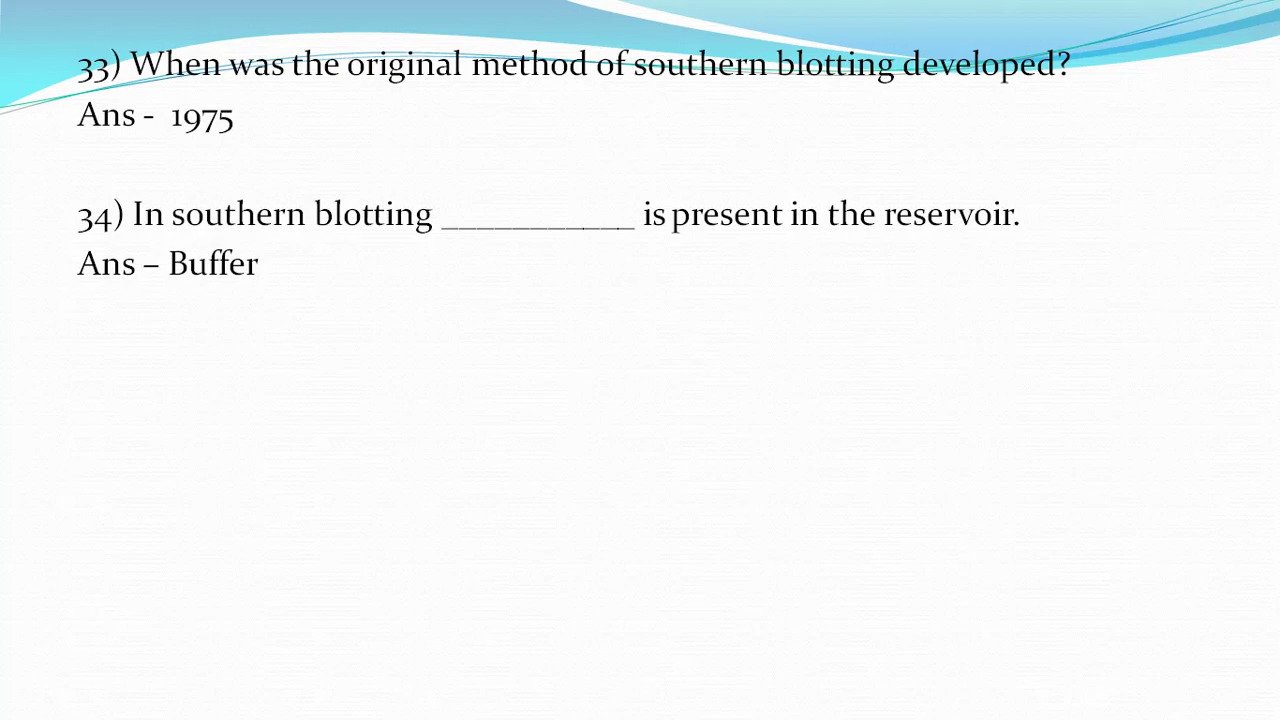 33) When was the original method of southern blotting developed?
Ans - 1975
34) In southern blotting ___________ is present in the reservoir.
Ans – Buffer